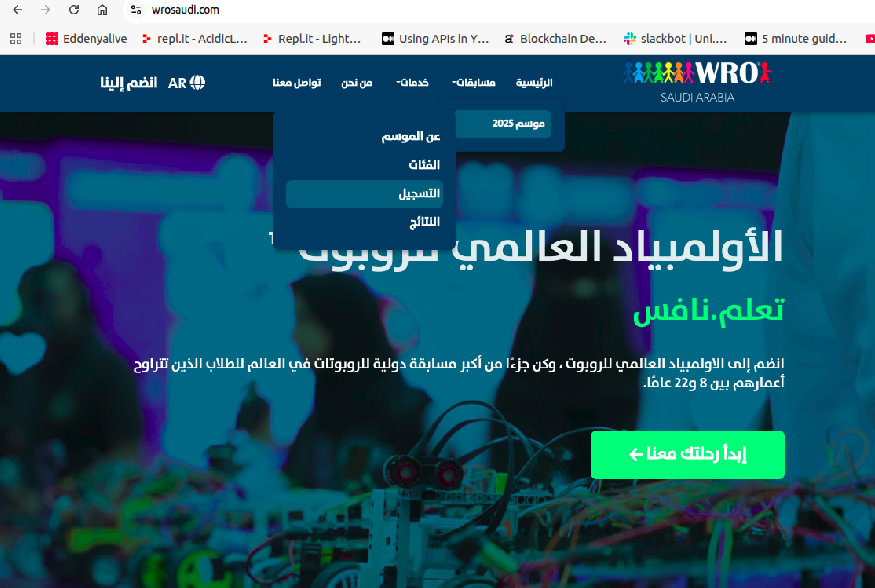 wrosaudi.com
Eddenyalive
repl.it - AcidicL...
Repl.it - Light...
Using APIs in Y...
Blockchain De...
slackbot | Uni....
5 minute guid...
WRO
SAUDI ARABIA
الرئيسية
مسابقات
خدمات
من نحن
تواصل معنا
AR
انضم إلينا
موسم 2025
عن الموسم
الفئات
التسجيل
النتائج
الأولمبياد العالمي للروبوت
تعلم.نافس
انضم إلى الاولمبياد العالمي للروبوت ، وكن جزءًا من أكبر مسابقة دولية للروبوتات في العالم للطلاب الذين تتراوح
أعمارهم بين 8 و22 عامًا.
إبدأ رحلتك معنا